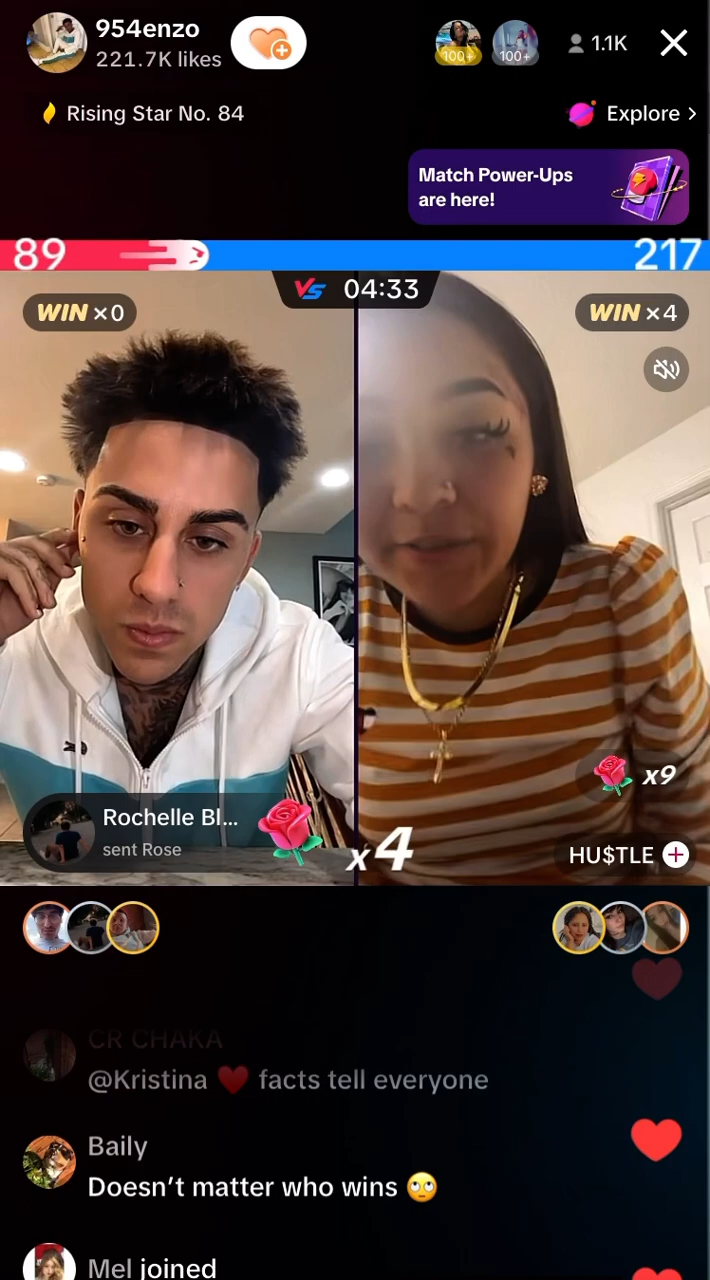 954enzo
221.7K likes
100+
100+
1.1K
Rising Star No. 84
Explore
Match Power-Ups
are here!
89
217
VS 04:33
WIN ×0
WIN ×4
Rochelle Bl...
sent Rose
x4
x9
HU$TLE
CR CHAKA
@Kristina ❤️ facts tell everyone
Baily
Doesn't matter who wins 🙄
Mel joined